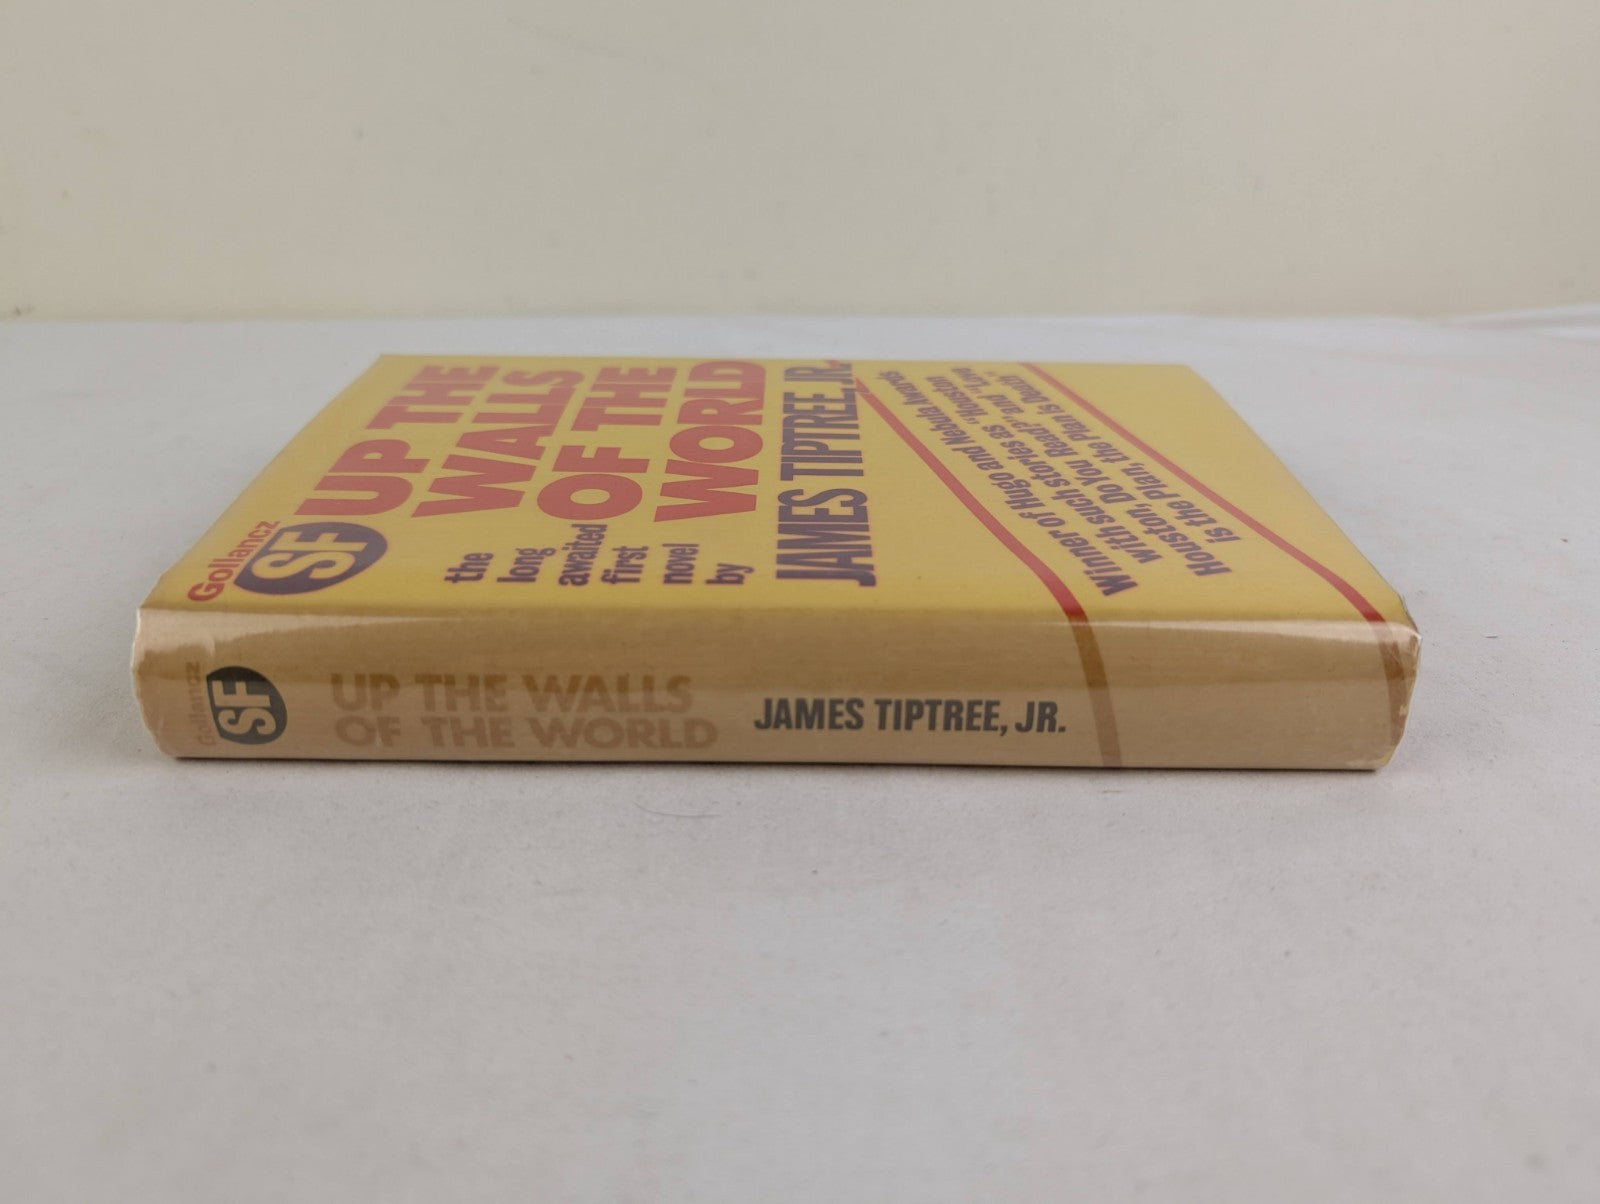 Gollancz
SF
UP THE
WALLS
OF THE
WORLD
the
long
awaited
first
novel
by
JAMES TIPTREE, JR.
Winner of Hugo and Nebula Awards
with such stories as "Houston
Houston, Do You Read?" and "Love
Is the Plan, the Plan is Death".
Gollancz
SF
UP THE WALLS
OF THE WORLD
JAMES TIPTREE, JR.